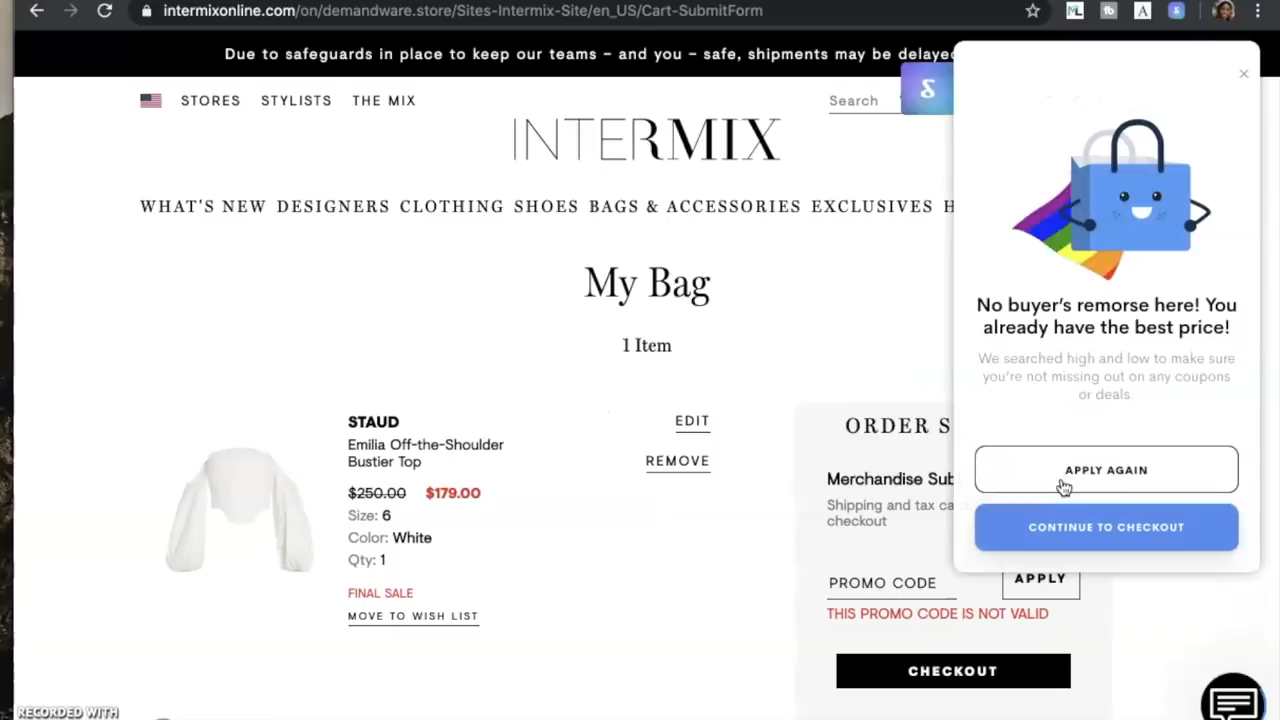 intermixonline.com/on/demandware.store/Sites-Intermix-Site/en_US/Cart-SubmitForm
Due to safeguards in place to keep our teams – and you – safe, shipments may be delayed
STORES STYLISTS THE MIX
Search
INTERMIX
WHAT'S NEW DESIGNERS CLOTHING SHOES BAGS & ACCESSORIES EXCLUSIVES H
My Bag
1 Item
STAUD
Emilia Off-the-Shoulder
Bustier Top
$250.00 $179.00
Size: 6
Color: White
Qty: 1
FINAL SALE
MOVE TO WISH LIST
EDIT
REMOVE
ORDER S
Merchandise Sub
Shipping and tax ca
checkout
PROMO CODE
APPLY
THIS PROMO CODE IS NOT VALID
CHECKOUT
No buyer's remorse here! You
already have the best price!
We searched high and low to make sure
you're not missing out on any coupons
or deals.
APPLY AGAIN
CONTINUE TO CHECKOUT
RECORDED WITH